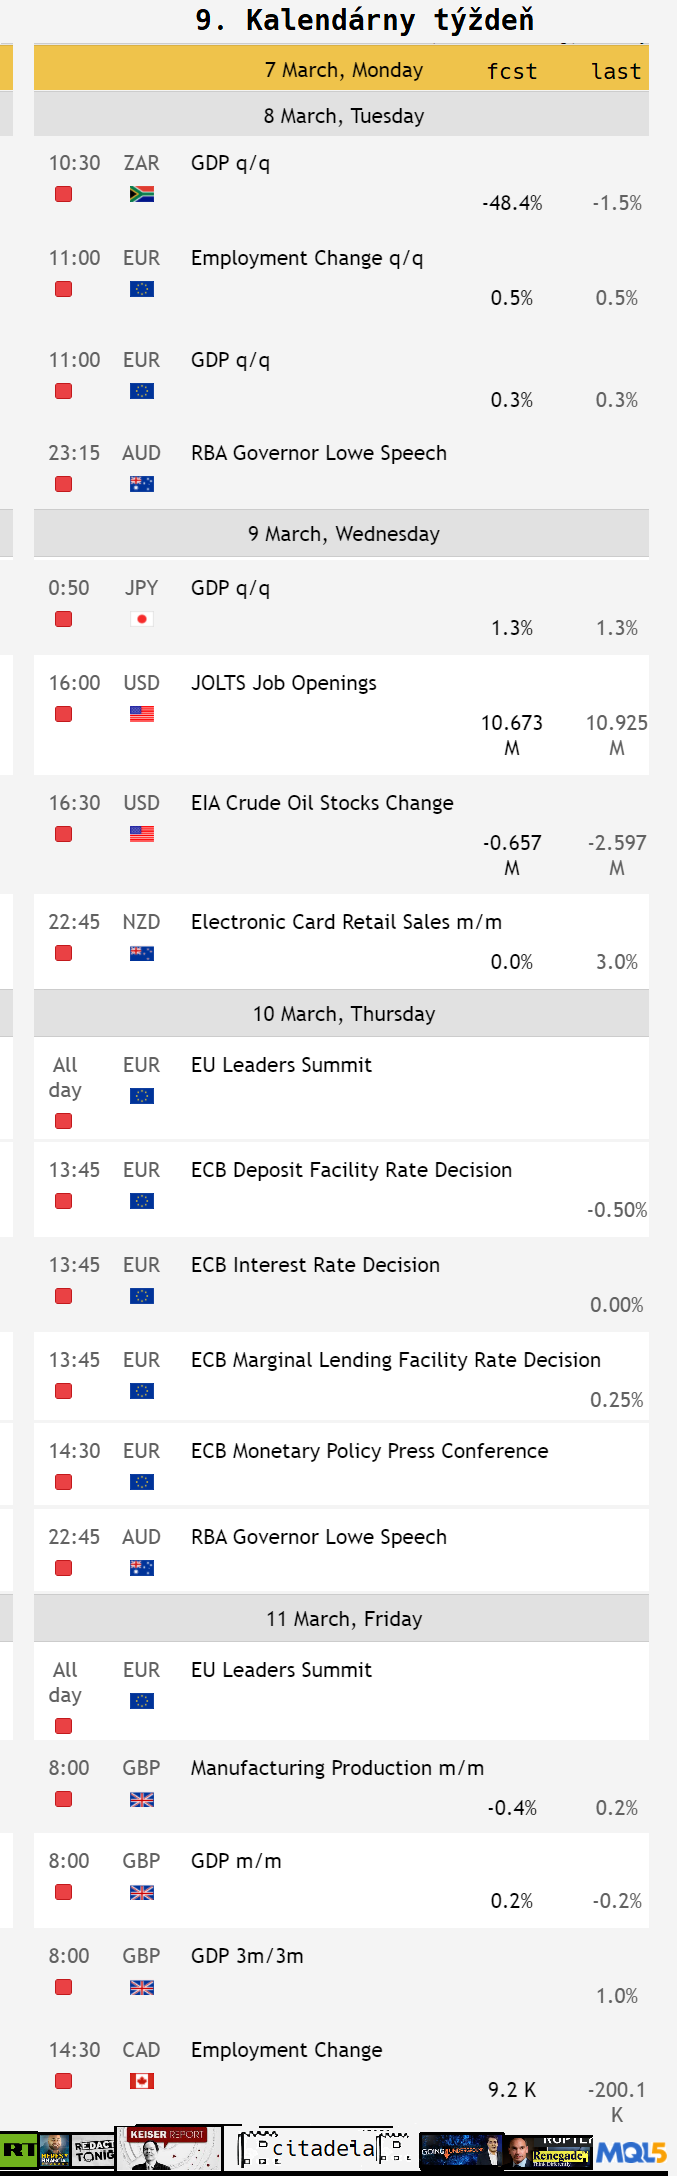 9. Kalendárny týždeň
7 March, Monday fcst last
8 March, Tuesday
10:30 ZAR GDP q/q
-48.4% -1.5%
11:00 EUR Employment Change q/q
0.5% 0.5%
11:00 EUR GDP q/q
0.3% 0.3%
23:15 AUD RBA Governor Lowe Speech
9 March, Wednesday
0:50 JPY GDP q/q
1.3% 1.3%
16:00 USD JOLTS Job Openings
10.673 10.925
M M
16:30 USD EIA Crude Oil Stocks Change
-0.657 -2.597
M M
22:45 NZD Electronic Card Retail Sales m/m
0.0% 3.0%
10 March, Thursday
All EUR EU Leaders Summit
day
13:45 EUR ECB Deposit Facility Rate Decision
-0.50%
13:45 EUR ECB Interest Rate Decision
0.00%
13:45 EUR ECB Marginal Lending Facility Rate Decision
0.25%
14:30 EUR ECB Monetary Policy Press Conference
22:45 AUD RBA Governor Lowe Speech
11 March, Friday
All EUR EU Leaders Summit
day
8:00 GBP Manufacturing Production m/m
-0.4% 0.2%
8:00 GBP GDP m/m
0.2% -0.2%
8:00 GBP GDP 3m/3m
1.0%
14:30 CAD Employment Change
9.2 K -200.1
K
RT REDACT TONIG KEISER REPORT citadela GOING UNDERGROUND Renegade MQL5